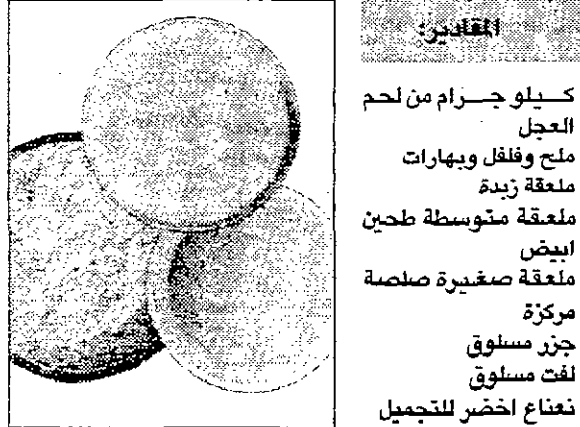 المقادير:
كيلو جرام من لحم
العجل
ملح وفلفل وبهارات
ملعقة زبدة
ملعقة متوسطة طحين
ابيض
ملعقة صغيرة صلصة
مركزة
جزر مسلوق
لفت مسلوق
نعناع اخضر للتجميل